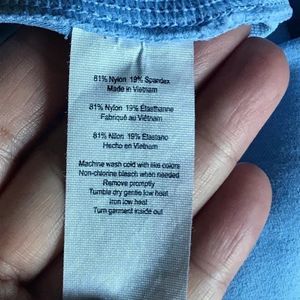 81% Nylon 19% Spandex
Made in Vietnam
81% Nylon 19% Élasthanne
Fabriqué au Viêtnam
81% Nilon 19% Elastano
Hecho en Vietnam
Machine wash cold with like colors
Non-chlorine bleach when needed
Remove promptly
Tumble dry gentle low heat
Iron low heat
Turn garment inside out